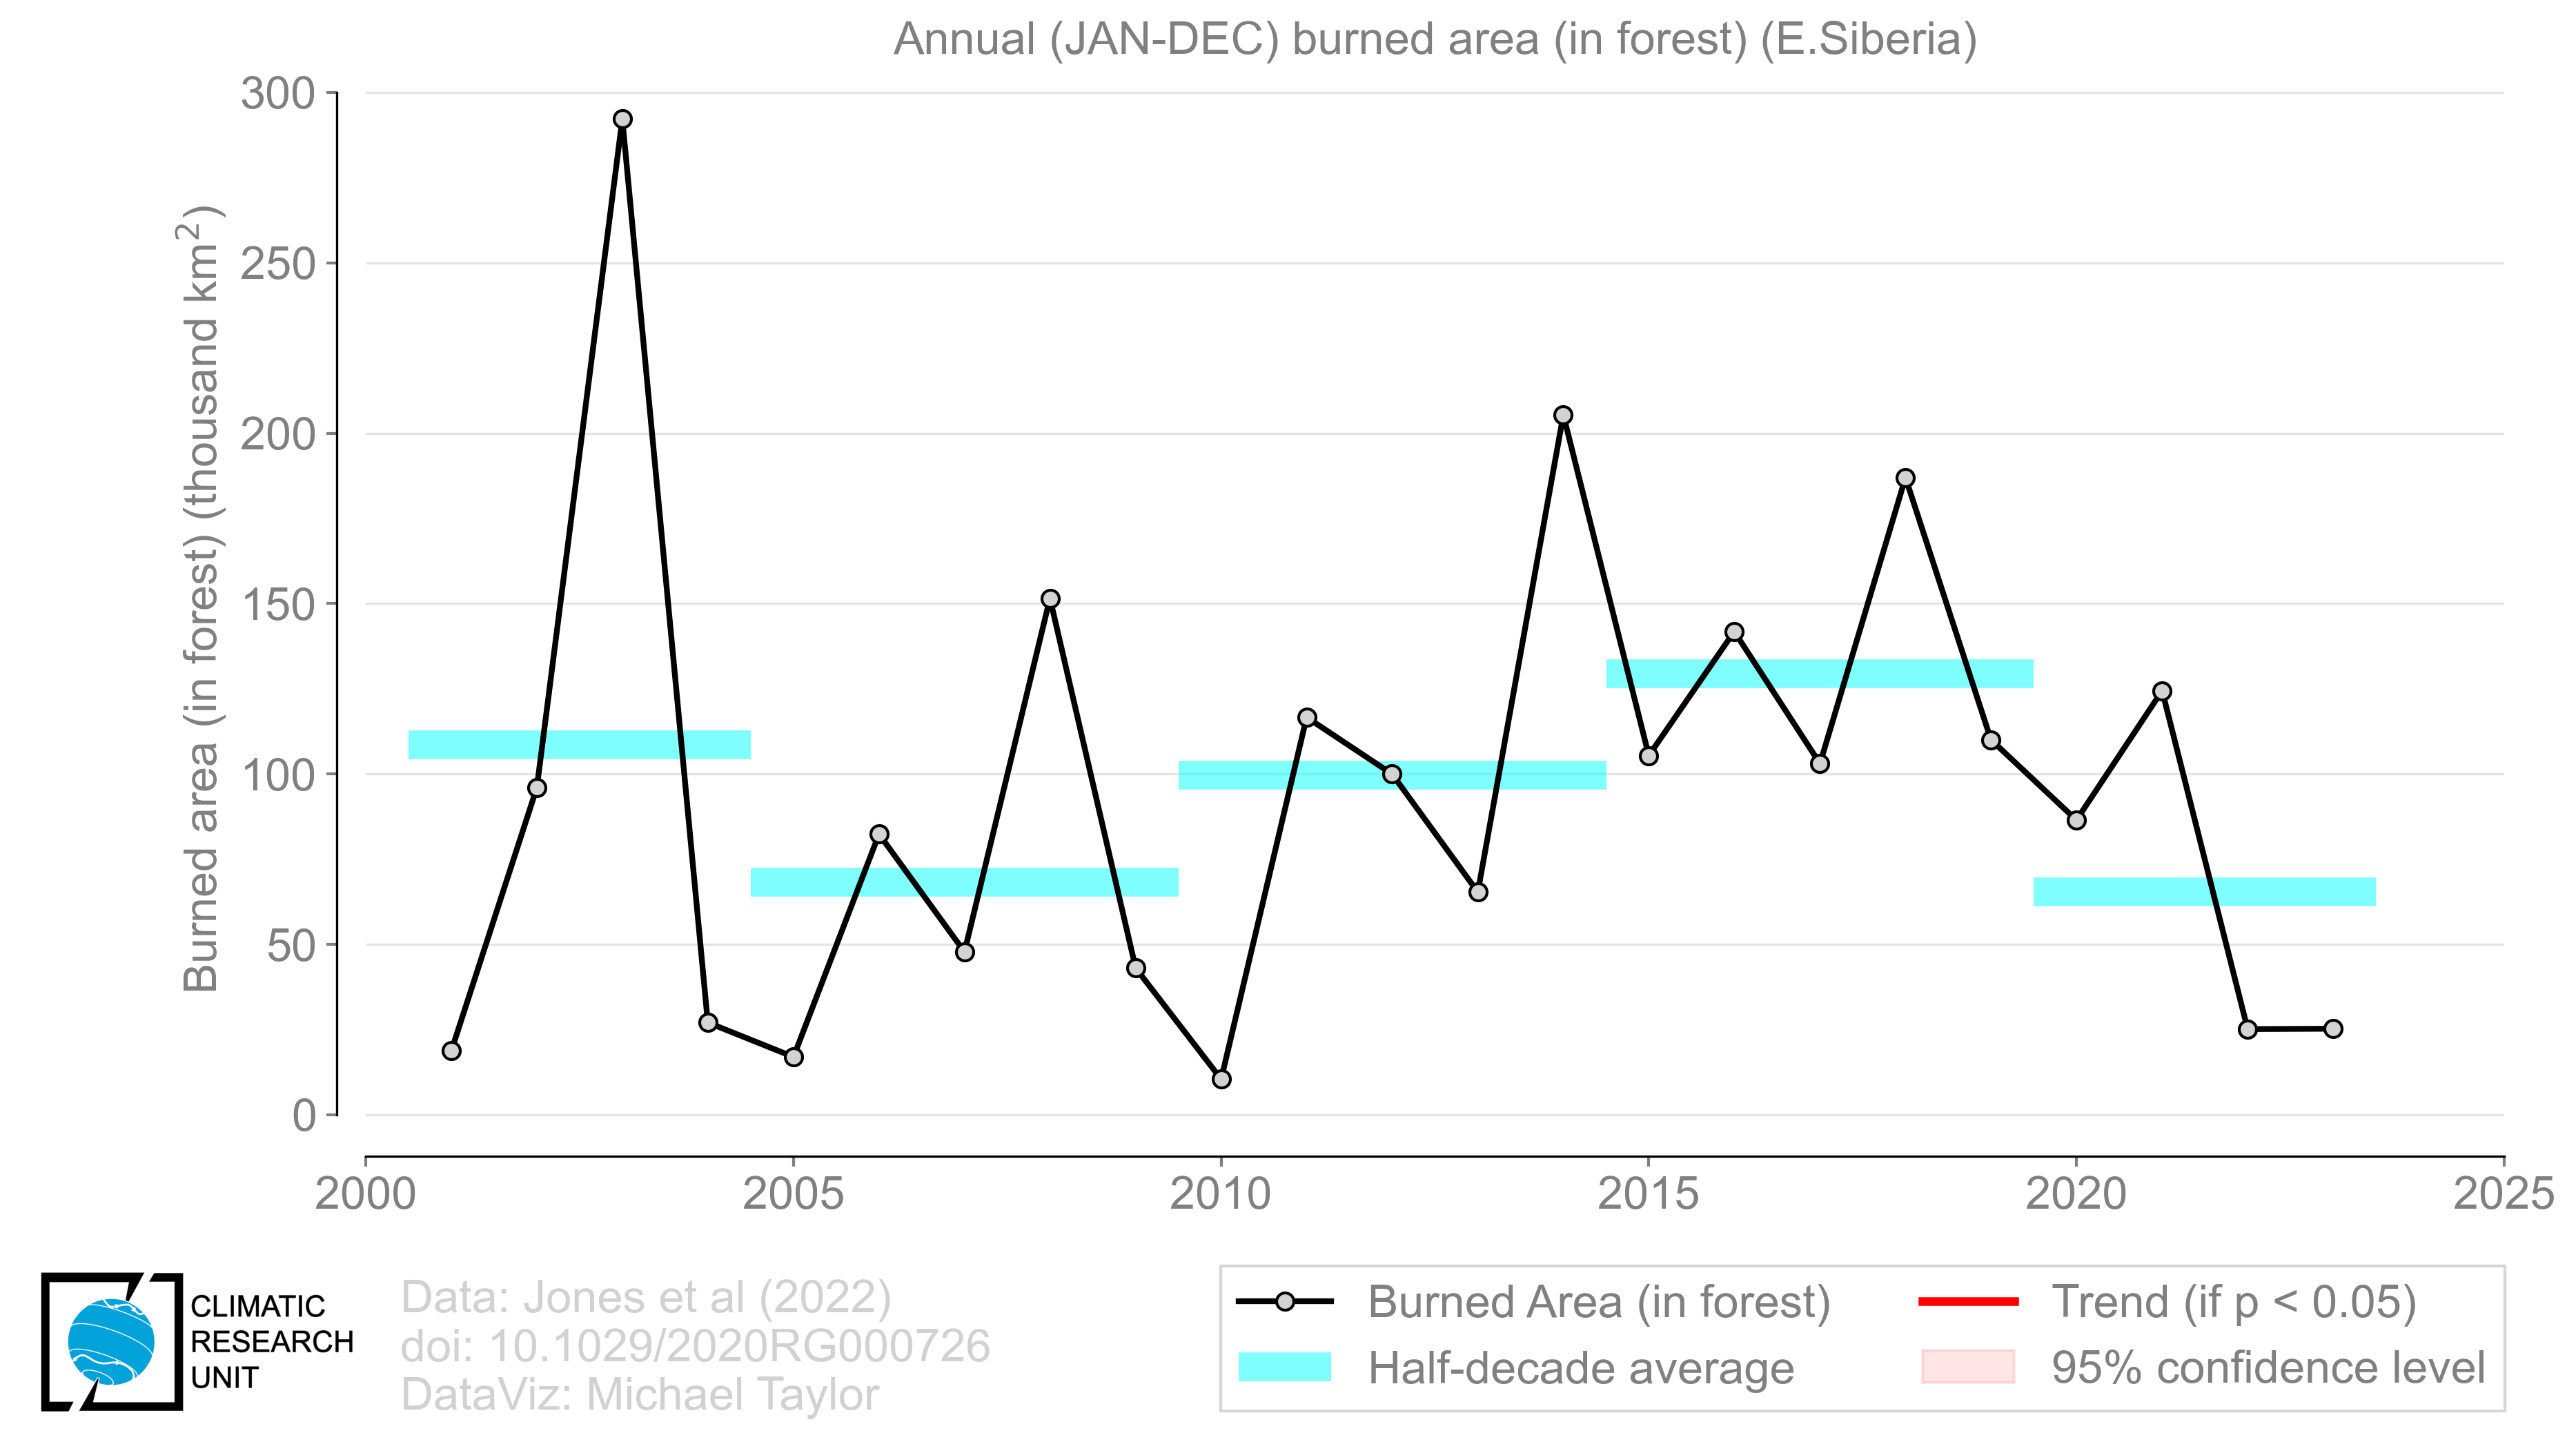 Annual (JAN-DEC) burned area (in forest) (E.Siberia)
Burned area (in forest) (thousand km²)
300
250
200
150
100
50
0
2000 2005 2010 2015 2020 2025
CLIMATIC
RESEARCH
UNIT
Data: Jones et al (2022)
doi: 10.1029/2020RG000726
DataViz: Michael Taylor
Burned Area (in forest)
Half-decade average
Trend (if p < 0.05)
95% confidence level